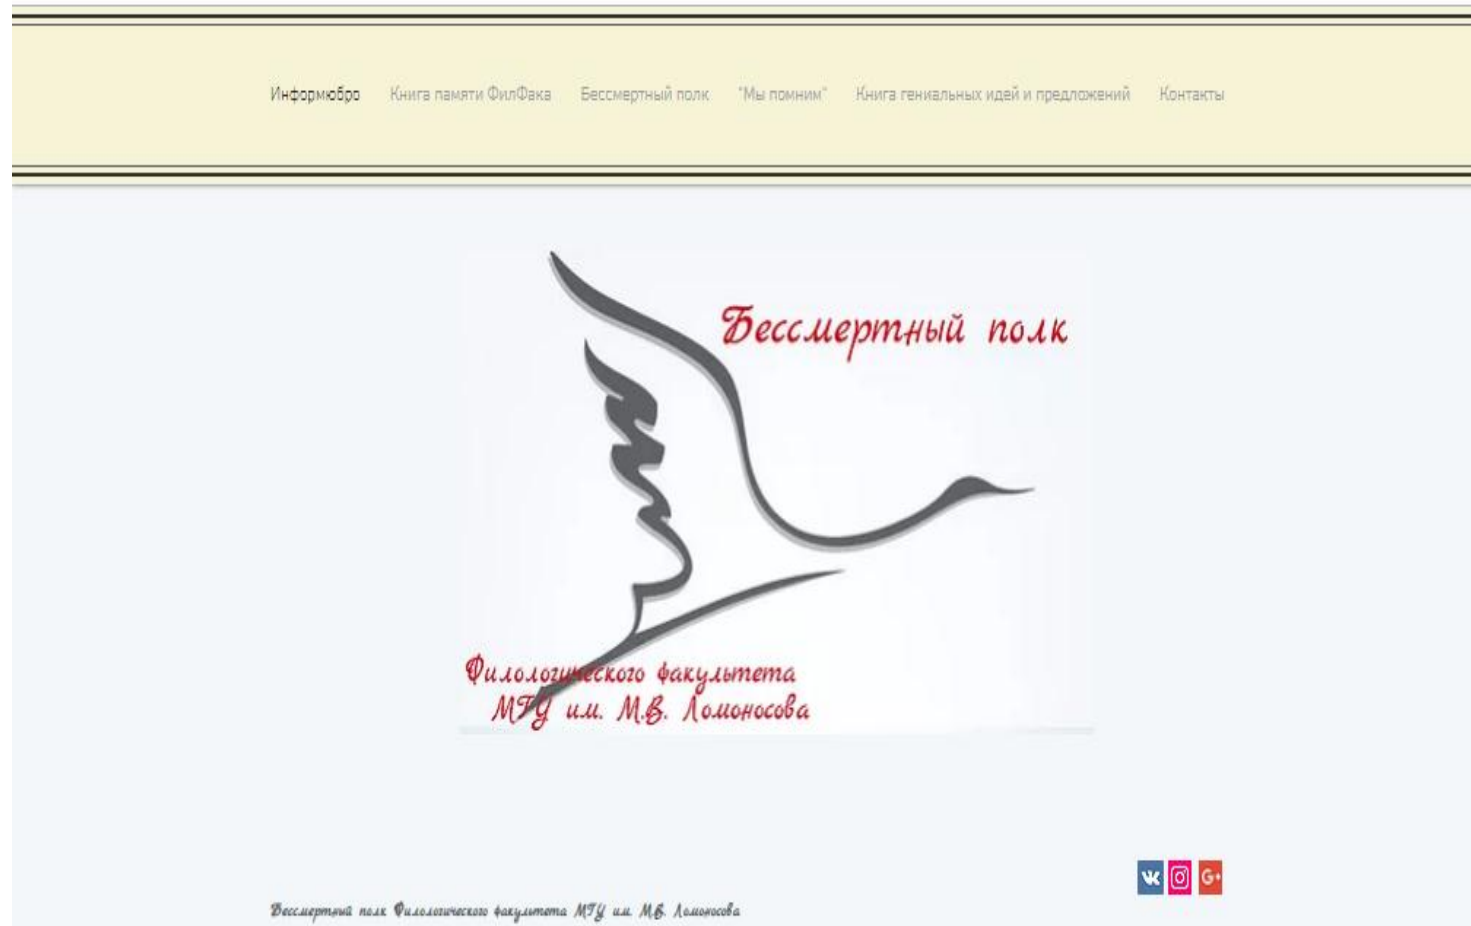 Информюбро Книга памяти ФилФака Бессмертный полк "Мы помним" Книга гениальных идей и предложений Контакты
Бессмертный полк
Филологического факультета
МГУ им. М.В. Ломоносова
Бессмертный полк Филологического факультета МГУ им. М.В. Ломоносова